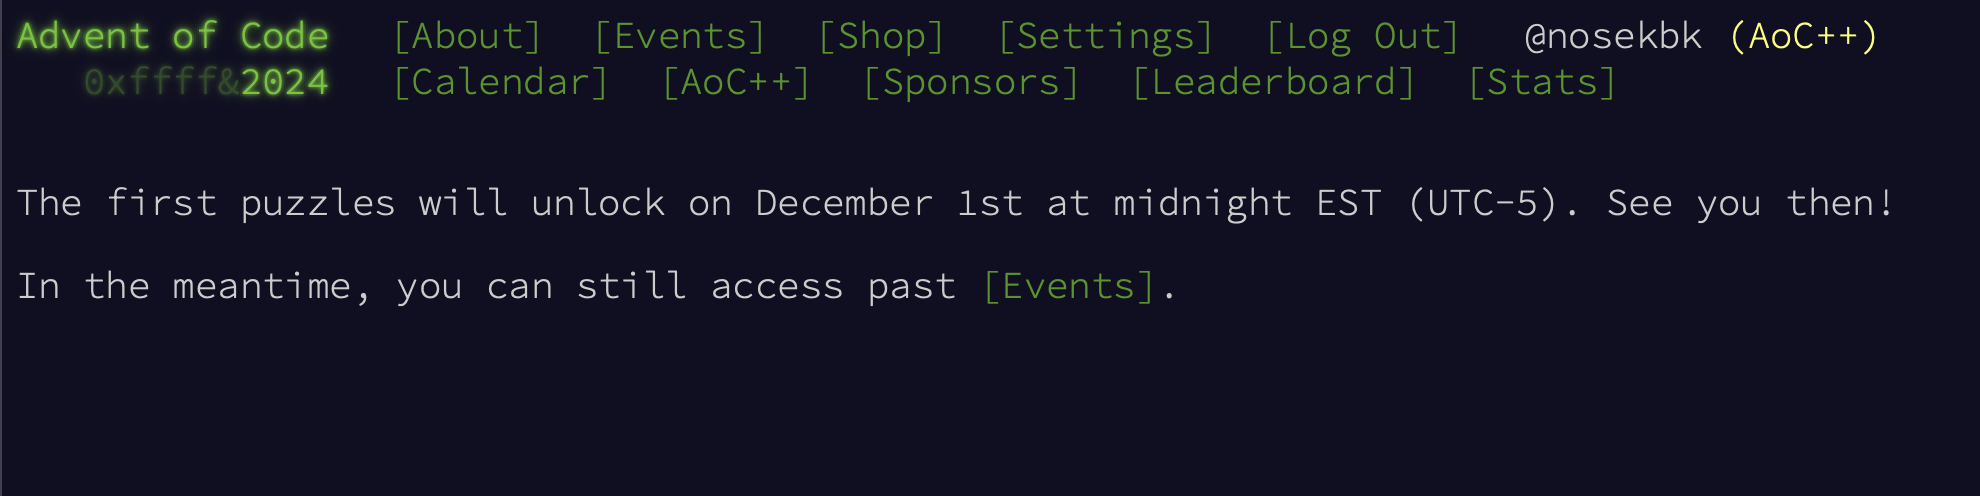 Advent of Code [About] [Events] [Shop] [Settings] [Log Out] @nosekbk (AoC++)
0xffff&2024 [Calendar] [AoC++] [Sponsors] [Leaderboard] [Stats]
The first puzzles will unlock on December 1st at midnight EST (UTC-5). See you then!
In the meantime, you can still access past [Events].